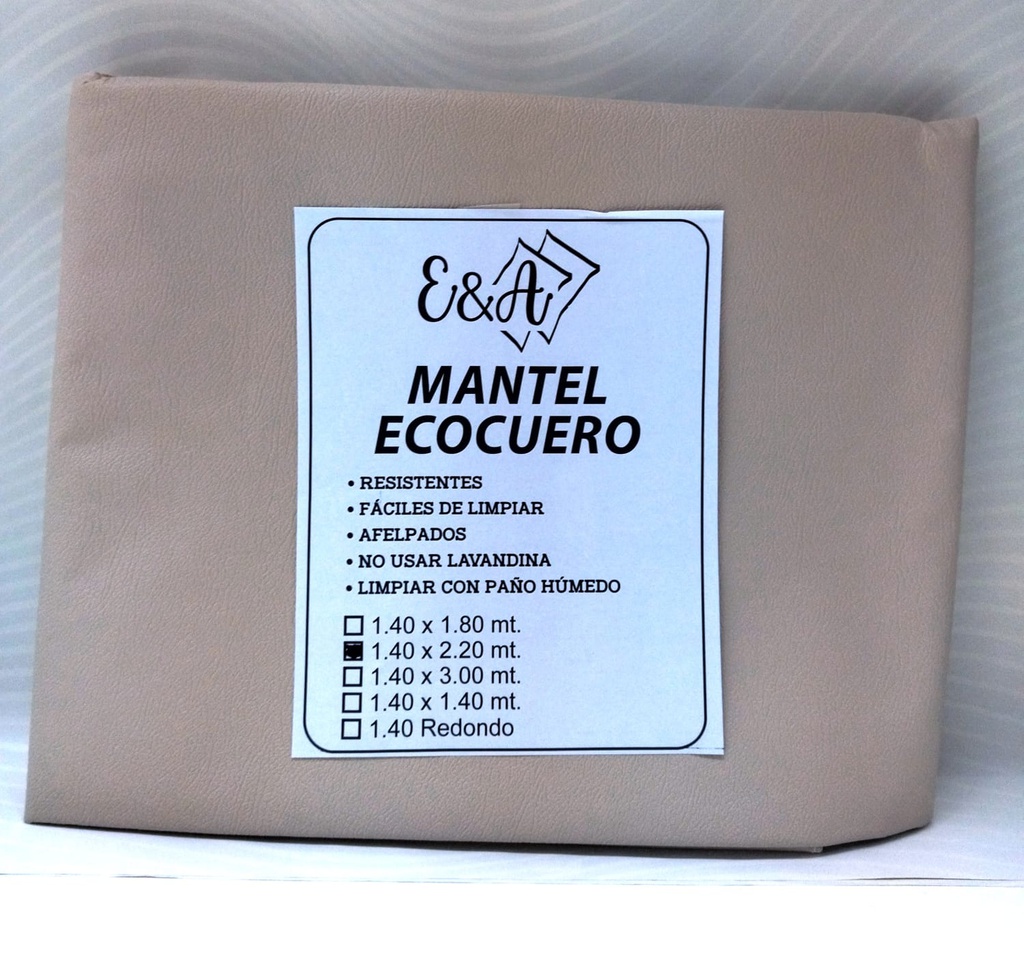 E&A
MANTEL
ECOCUERO
• RESISTENTES
• FÁCILES DE LIMPIAR
• AFELPADOS
• NO USAR LAVANDINA
• LIMPIAR CON PAÑO HÚMEDO
☐ 1.40 x 1.80 mt.
■ 1.40 x 2.20 mt.
☐ 1.40 x 3.00 mt.
☐ 1.40 x 1.40 mt.
☐ 1.40 Redondo